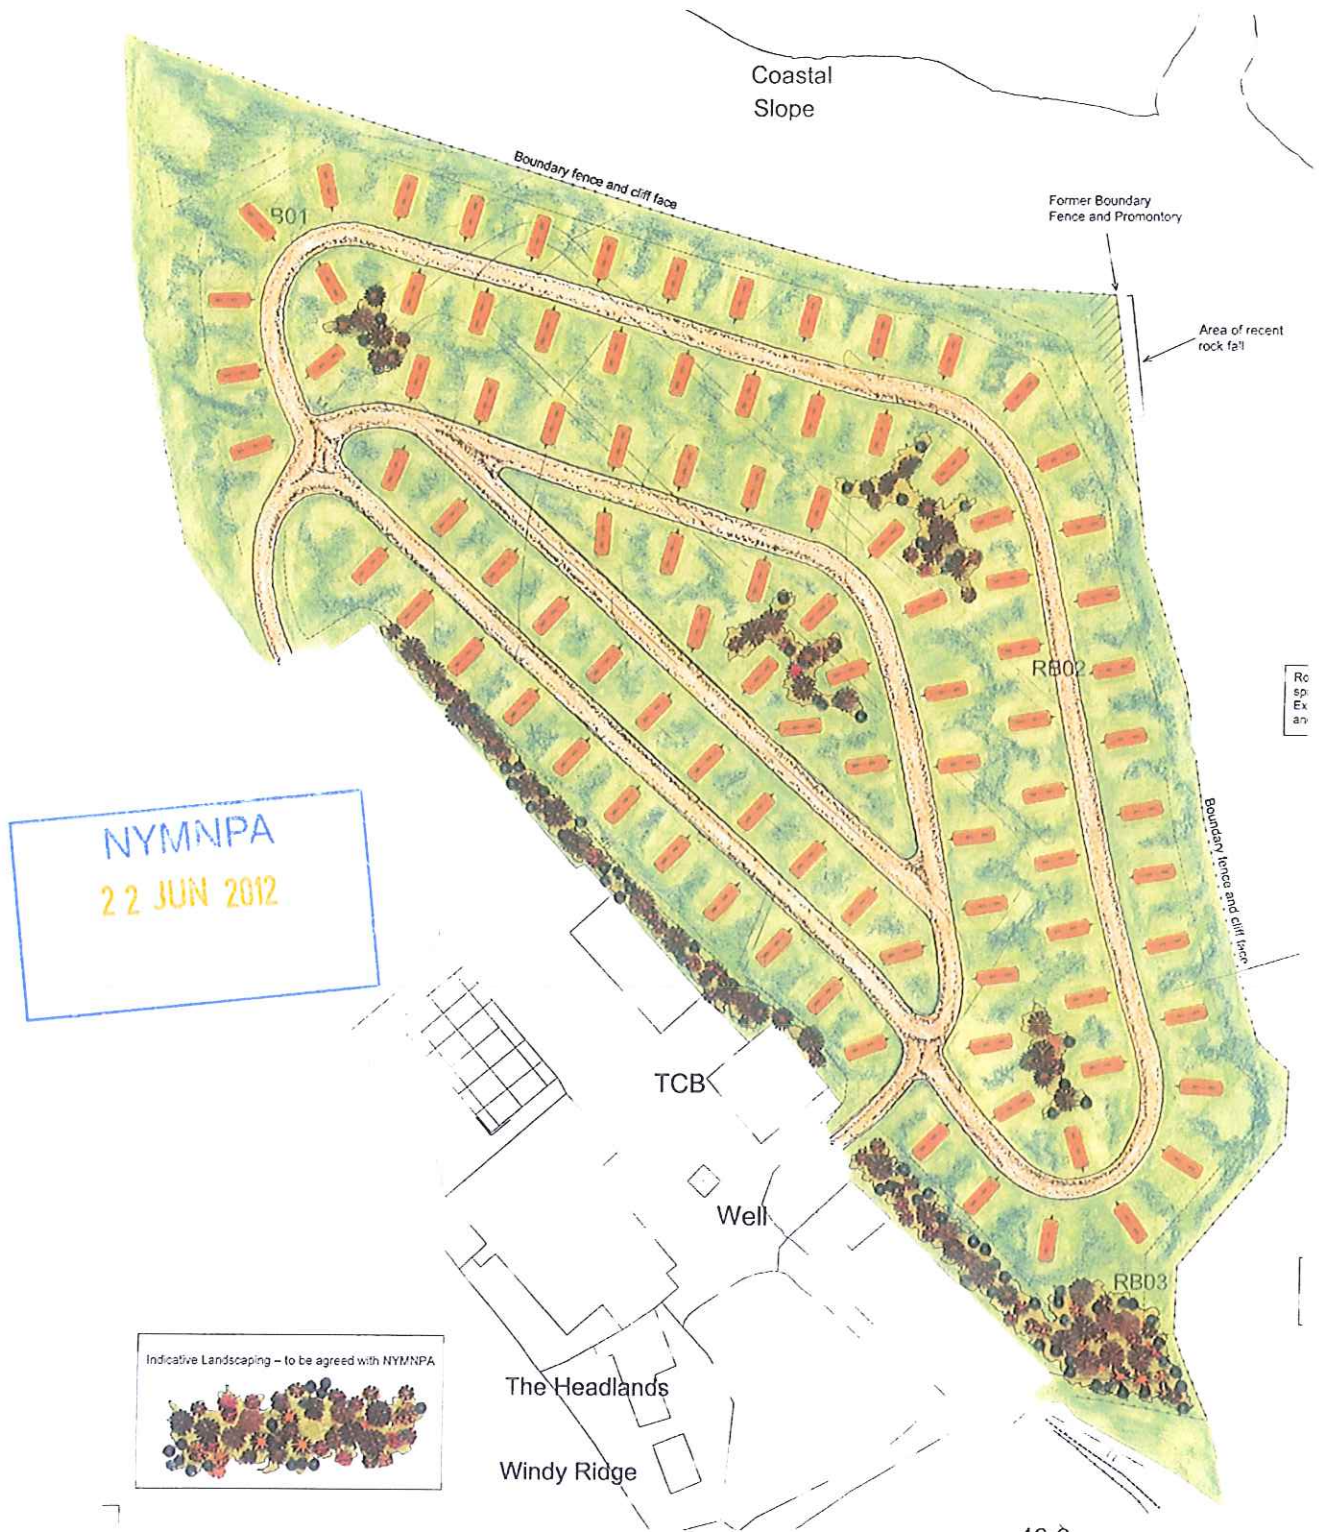 Coastal
Slope
Boundary fence and cliff face
Former Boundary
Fence and Promontory
B01
Area of recent
rock fall
RB02
Boundary fence and cliff face
NYMNPA
22 JUN 2012
TCB
Well
RB03
Indicative Landscaping – to be agreed with NYMNPA
The Headlands
Windy Ridge